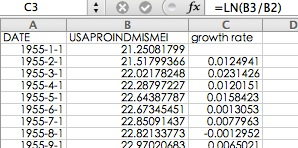 C3 fx =LN(B3/B2)
A B C D
DATE USAPROINDMISMEI growth rate
1955-1-1 21.25081799
1955-2-1 21.51799366 0.0124941
1955-3-1 22.02178248 0.0231426
1955-4-1 22.28797227 0.0120151
1955-5-1 22.64387787 0.0158423
1955-6-1 22.67345451 0.0013053
1955-7-1 22.85091437 0.0077963
1955-8-1 22.82133773 -0.0012952
1955-9-1 22.97020683 0.0065021